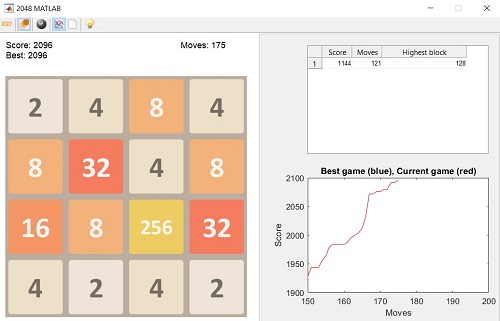 2048 MATLAB
Score: 2096
Moves: 175
Best: 2096
2 4 8 4
8 32 4 8
16 8 256 32
4 2 4 2
Score Moves Highest block
1 1144 121 128
Best game (blue), Current game (red)
2100
2050
2000
1950
1900
Score
150 160 170 180 190 200
Moves